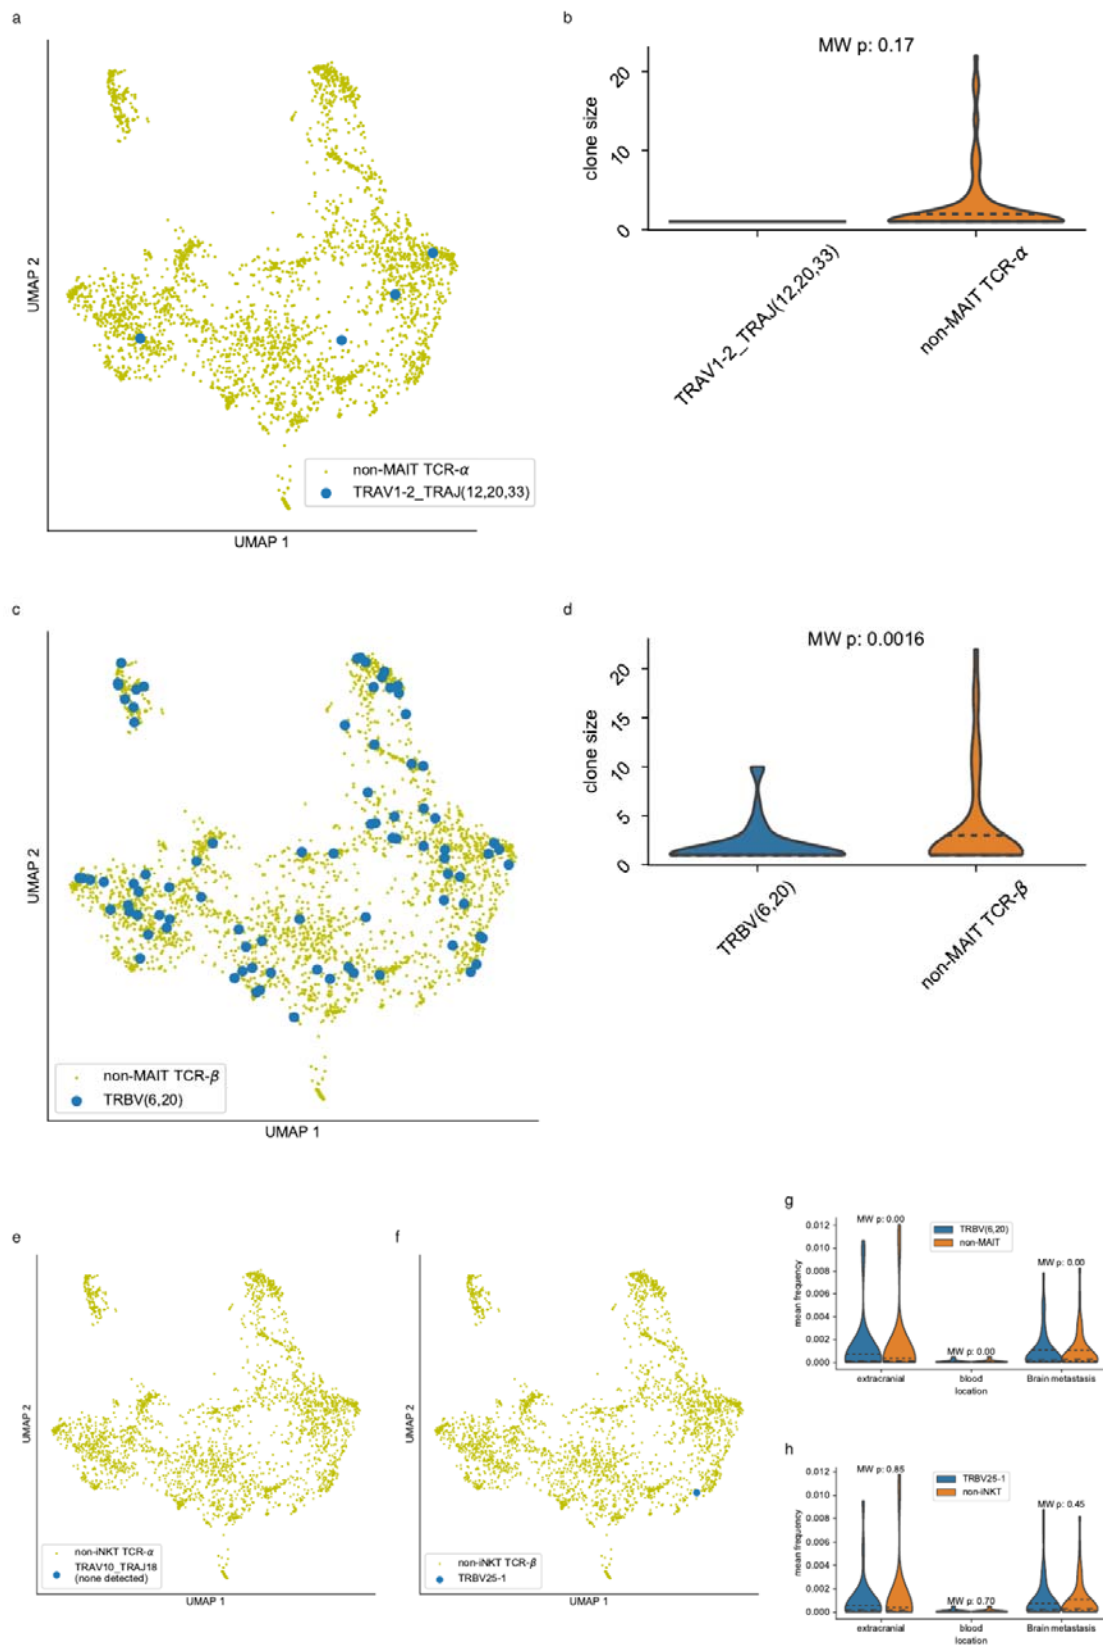 a
UMAP 2
UMAP 1
non-MAIT TCR-α
TRAV1-2_TRAJ(12,20,33)
b
MW p: 0.17
clone size
20
10
0
TRAV1-2_TRAJ(12,20,33)
non-MAIT TCR-α
c
UMAP 2
UMAP 1
non-MAIT TCR-β
TRBV(6,20)
d
MW p: 0.0016
clone size
20
15
10
5
0
TRBV(6,20)
non-MAIT TCR-β
e
UMAP 2
UMAP 1
non-iNKT TCR-α
TRAV10_TRAJ18
(none detected)
f
UMAP 2
UMAP 1
non-iNKT TCR-β
TRBV25-1
g
MW p: 0.00
TRBV(6,20)
non-MAIT
MW p: 0.00
MW p: 0.00
mean frequency
0.012
0.010
0.008
0.006
0.004
0.002
0.000
extracranial
blood
Brain metastasis
location
h
MW p: 0.85
TRBV25-1
non-iNKT
MW p: 0.45
MW p: 0.70
mean frequency
0.012
0.010
0.008
0.006
0.004
0.002
0.000
extracranial
blood
Brain metastasis
location